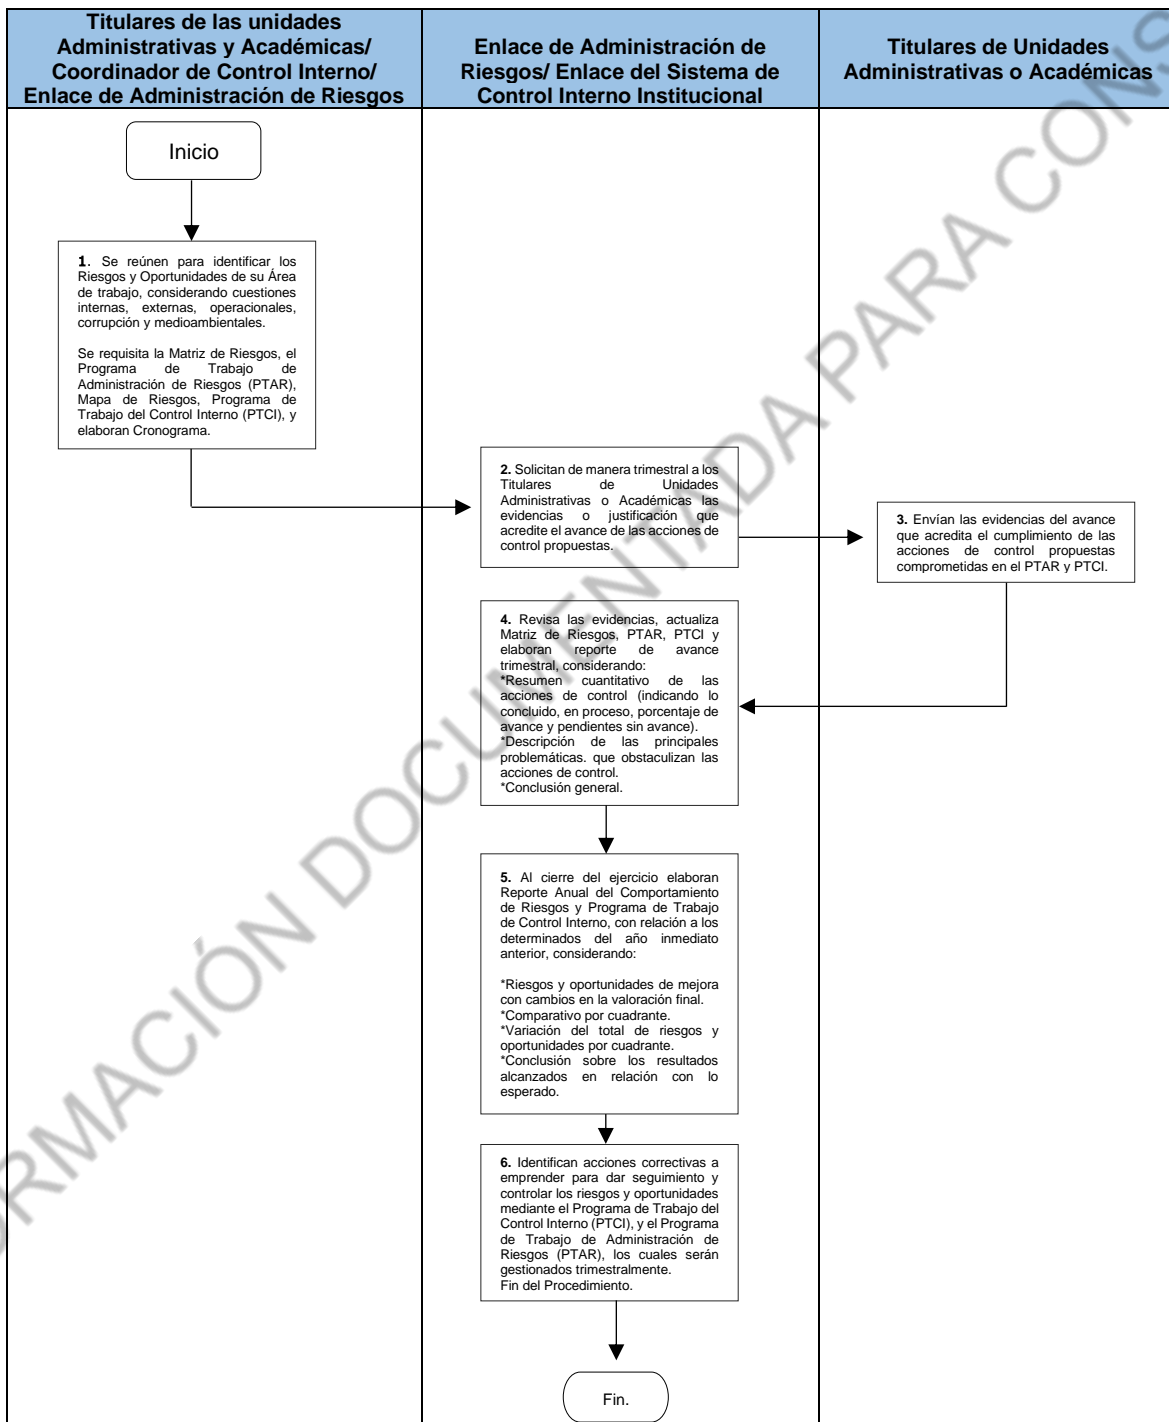 Titulares de las unidades
Administrativas y Académicas/
Coordinador de Control Interno/
Enlace de Administración de Riesgos
Enlace de Administración de
Riesgos/ Enlace del Sistema de
Control Interno Institucional
Titulares de Unidades
Administrativas o Académicas
Inicio
1. Se reúnen para identificar los
Riesgos y Oportunidades de su Área
de trabajo, considerando cuestiones
internas, externas, operacionales,
corrupción y medioambientales.
Se requisita la Matriz de Riesgos, el
Programa de Trabajo de
Administración de Riesgos (PTAR),
Mapa de Riesgos, Programa de
Trabajo del Control Interno (PTCI), y
elaboran Cronograma.
2. Solicitan de manera trimestral a los
Titulares de Unidades
Administrativas o Académicas las
evidencias o justificación que
acredite el avance de las acciones de
control propuestas.
3. Envían las evidencias del avance
que acredita el cumplimiento de las
acciones de control propuestas
comprometidas en el PTAR y PTCI.
4. Revisa las evidencias, actualiza
Matriz de Riesgos, PTAR, PTCI y
elaboran reporte de avance
trimestral, considerando:
*Resumen cuantitativo de las
acciones de control (indicando lo
concluido, en proceso, porcentaje de
avance y pendientes sin avance).
*Descripción de las principales
problemáticas. que obstaculizan las
acciones de control.
*Conclusión general.
5. Al cierre del ejercicio elaboran
Reporte Anual del Comportamiento
de Riesgos y Programa de Trabajo
de Control Interno, con relación a los
determinados del año inmediato
anterior, considerando:
*Riesgos y oportunidades de mejora
con cambios en la valoración final.
*Comparativo por cuadrante.
*Variación del total de riesgos y
oportunidades por cuadrante.
*Conclusión sobre los resultados
alcanzados en relación con lo
esperado.
6. Identifican acciones correctivas a
emprender para dar seguimiento y
controlar los riesgos y oportunidades
mediante el Programa de Trabajo del
Control Interno (PTCI), y el Programa
de Trabajo de Administración de
Riesgos (PTAR), los cuales serán
gestionados trimestralmente.
Fin del Procedimiento.
Fin.
ORMACIÓN DOCUMENTADA PARA CONS